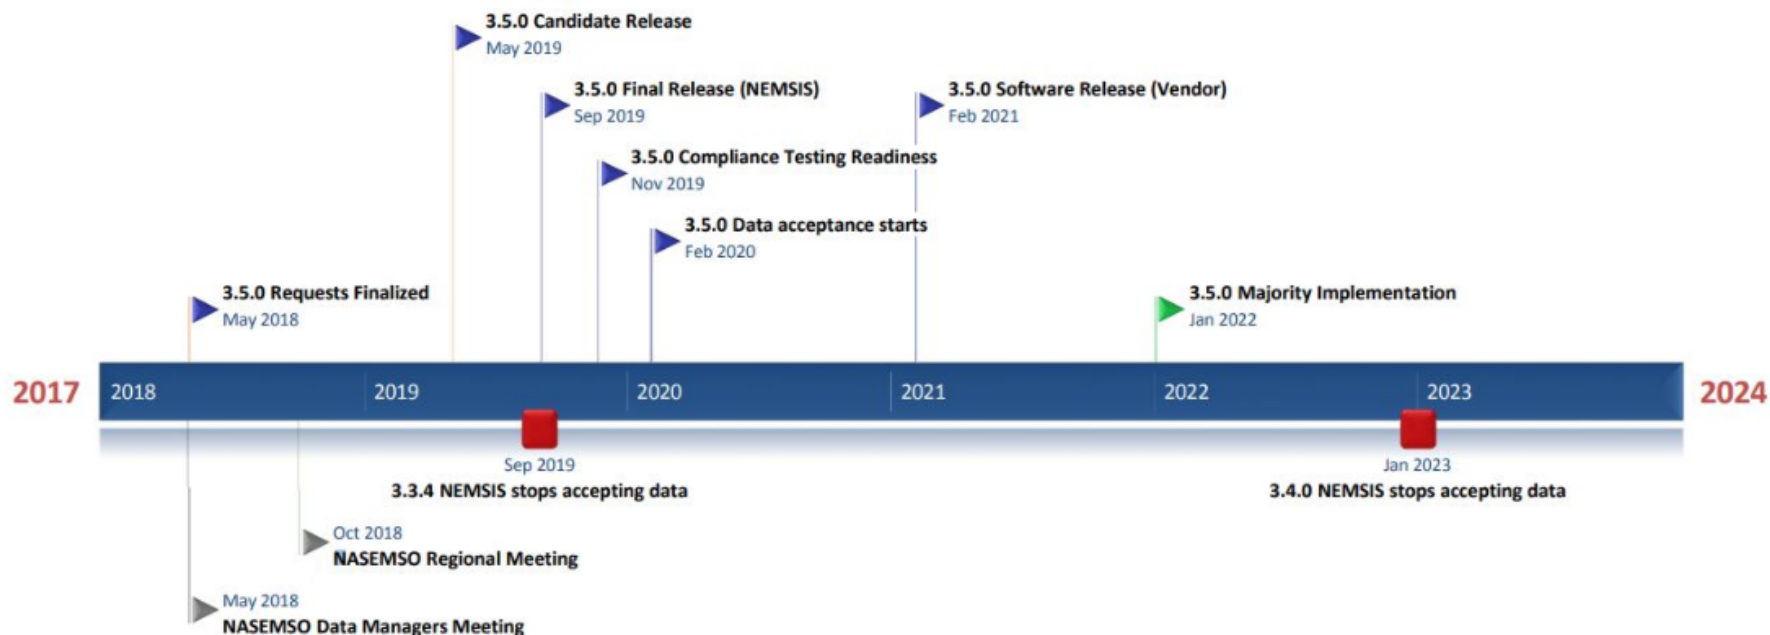 3.5.0 Candidate Release
May 2019
3.5.0 Final Release (NEMSIS)
Sep 2019
3.5.0 Software Release (Vendor)
Feb 2021
3.5.0 Compliance Testing Readiness
Nov 2019
3.5.0 Data acceptance starts
Feb 2020
3.5.0 Requests Finalized
May 2018
3.5.0 Majority Implementation
Jan 2022
2017 2018 2019 2020 2021 2022 2023 2024
Sep 2019
3.3.4 NEMSIS stops accepting data
Jan 2023
3.4.0 NEMSIS stops accepting data
Oct 2018
NASEMSO Regional Meeting
May 2018
NASEMSO Data Managers Meeting